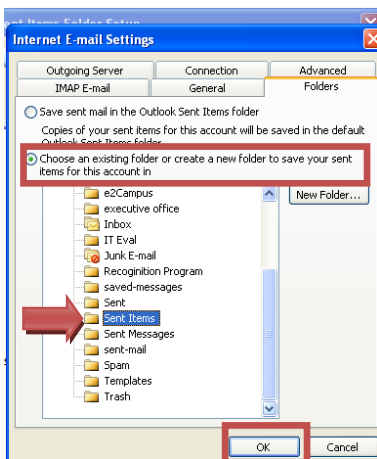 Internet E-mail Settings
Outgoing Server Connection Advanced
IMAP E-mail General Folders
Save sent mail in the Outlook Sent Items folder
Copies of your sent items for this account will be saved in the default
Outlook Sent Items folder
Choose an existing folder or create a new folder to save your sent
items for this account in
New Folder...
e2Campus
executive office
Inbox
IT Eval
Junk E-mail
Recoginition Program
saved-messages
Sent
Sent Items
Sent Messages
sent-mail
Spam
Templates
Trash
OK Cancel